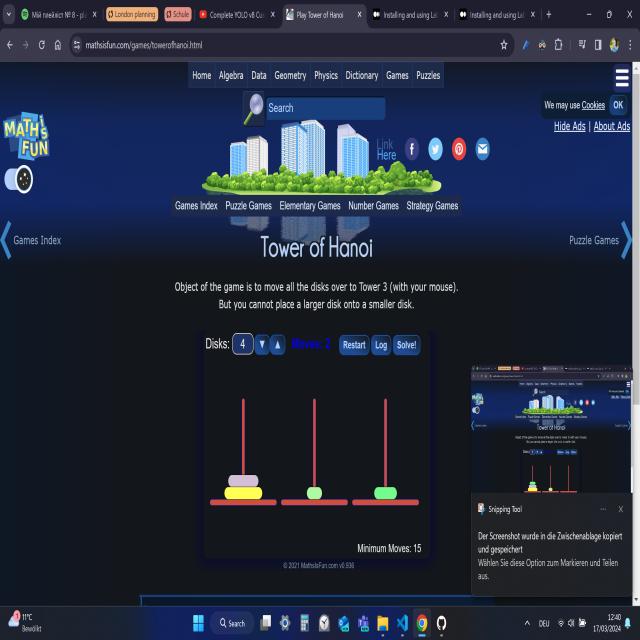 Мій плейліст № 8 - pl
London planning
Schule
Complete YOLO v8 Cu
Play Tower of Hanoi
Installing and using La
Installing and using La
mathsisfun.com/games/towerofhanoi.html
Home Algebra Data Geometry Physics Dictionary Games Puzzles
Search
We may use Cookies OK
Hide Ads | About Ads
MATH IS FUN
Link Here
Games Index Puzzle Games Elementary Games Number Games Strategy Games
Games Index
Puzzle Games
Tower of Hanoi
Object of the game is to move all the disks over to Tower 3 (with your mouse).
But you cannot place a larger disk onto a smaller disk.
Disks: 4 ▼ ▲ Moves: 2 Restart Log Solve!
Minimum Moves: 15
© 2021 MathsIsFun.com v0.936
Snipping Tool
Der Screenshot wurde in die Zwischenablage kopiert
und gespeichert
Wählen Sie diese Option zum Markieren und Teilen
aus.
11°C
Bewölkt
Search
DEU
12:40
17/03/2024